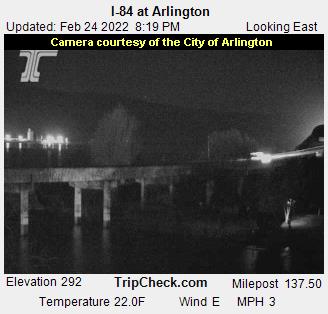 I-84 at Arlington
Updated: Feb 24 2022 8:19 PM Looking East
Camera courtesy of the City of Arlington
Elevation 292 TripCheck.com Milepost 137.50
Temperature 22.0F Wind E MPH 3